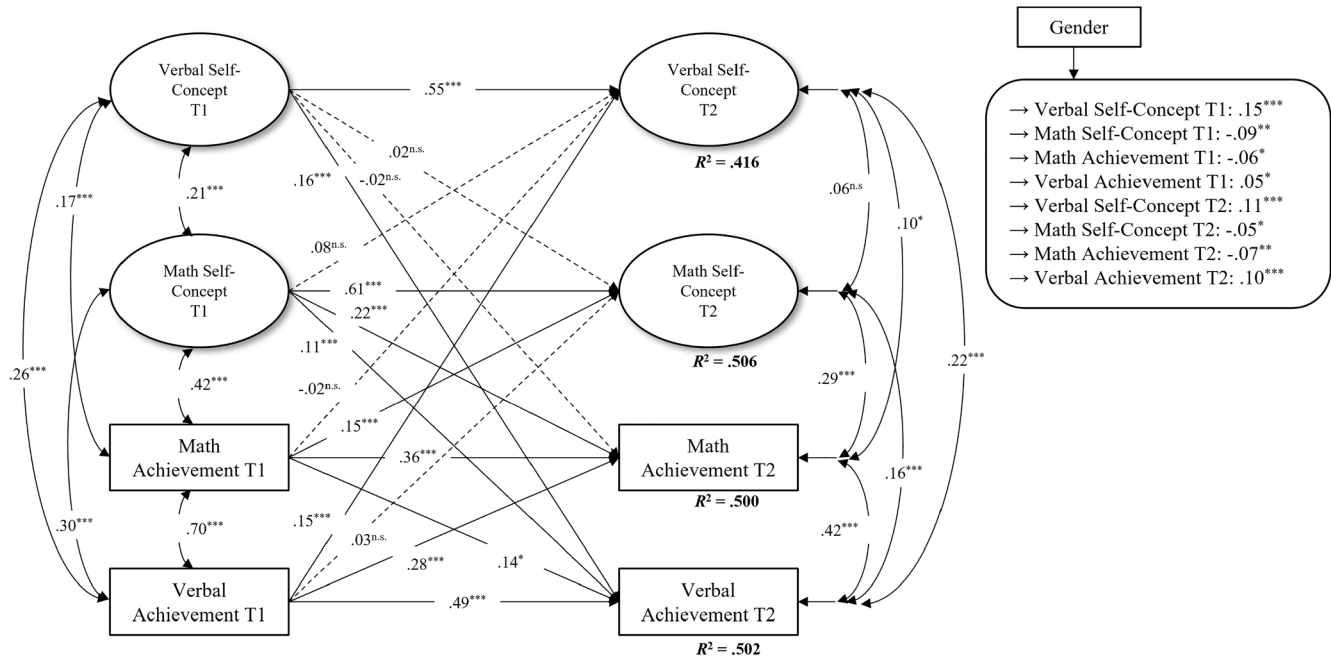 Gender
Verbal Self-
Concept
T1
Verbal Self-
Concept
T2
.55***
R² = .416
→ Verbal Self-Concept T1: .15***
→ Math Self-Concept T1: -.09**
→ Math Achievement T1: -.06*
→ Verbal Achievement T1: .05*
→ Verbal Self-Concept T2: .11***
→ Math Self-Concept T2: -.05*
→ Math Achievement T2: -.07**
→ Verbal Achievement T2: .10***
.02n.s.
.16***
-.02n.s.
.17***
.21***
.06n.s
.10*
.08n.s.
Math Self-
Concept
T1
Math Self-
Concept
T2
.61***
.22***
.11***
R² = .506
.26***
.42***
-.02n.s.
.29***
.22***
.15***
Math
Achievement T1
.36***
Math
Achievement T2
R² = .500
.16***
.30***
.70***
.15***
.03n.s.
.28***
.14*
.42***
Verbal
Achievement T1
.49***
Verbal
Achievement T2
R² = .502